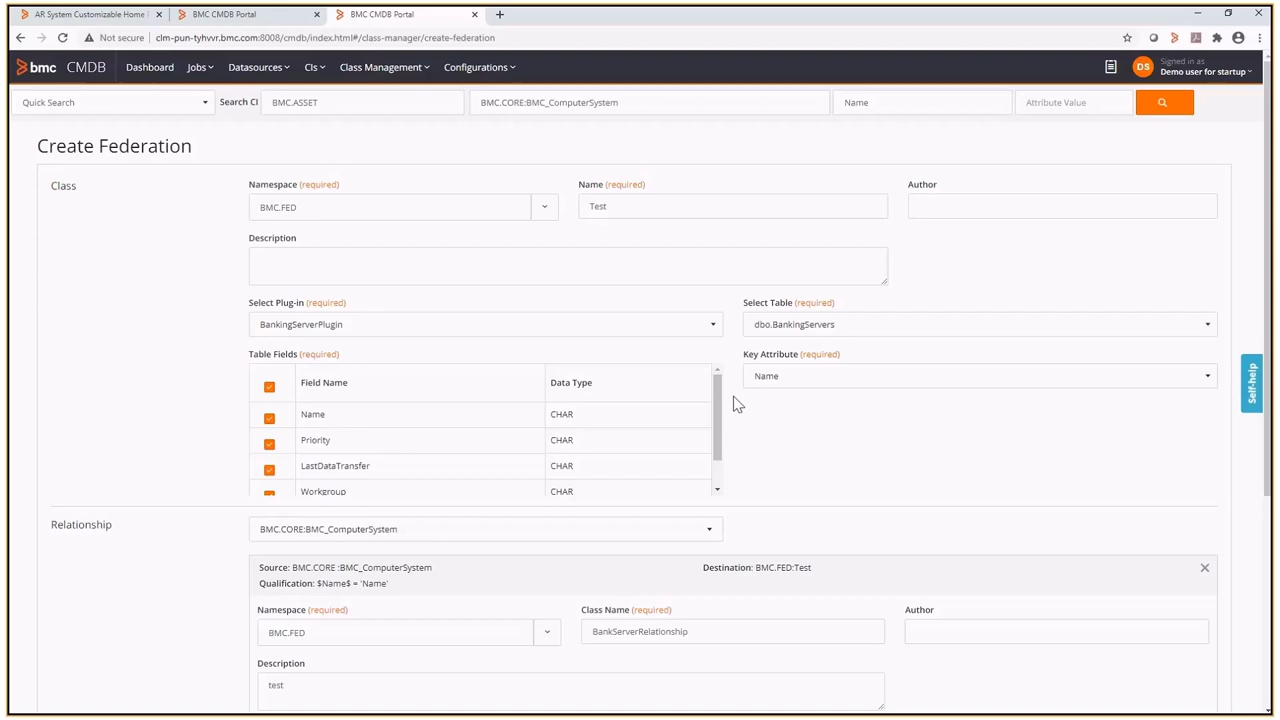 AR System Customizable Home
BMC CMDB Portal
BMC CMDB Portal
Not secure clm-pun-tyhvvr.bmc.com:8008/cmdb/index.html#/class-manager/create-federation
bmc CMDB Dashboard Jobs Datasources CIs Class Management Configurations
DS
Signed in as
Demo user for startup
Quick Search Search CI BMC.ASSET BMC.CORE:BMC_ComputerSystem Name Attribute Value
Create Federation
Class
Namespace (required) Name (required) Author
BMC.FED Test
Description
Select Plug-in (required) Select Table (required)
BankingServerPlugin dbo.BankingServers
Table Fields (required) Key Attribute (required)
Name
Field Name Data Type
Name CHAR
Priority CHAR
LastDataTransfer CHAR
Workgroup CHAR
Self-help
Relationship BMC.CORE:BMC_ComputerSystem
Source: BMC.CORE :BMC_ComputerSystem Destination: BMC.FED:Test
Qualification: $Name$ = 'Name'
Namespace (required) Class Name (required) Author
BMC.FED BankServerRelationship
Description
test